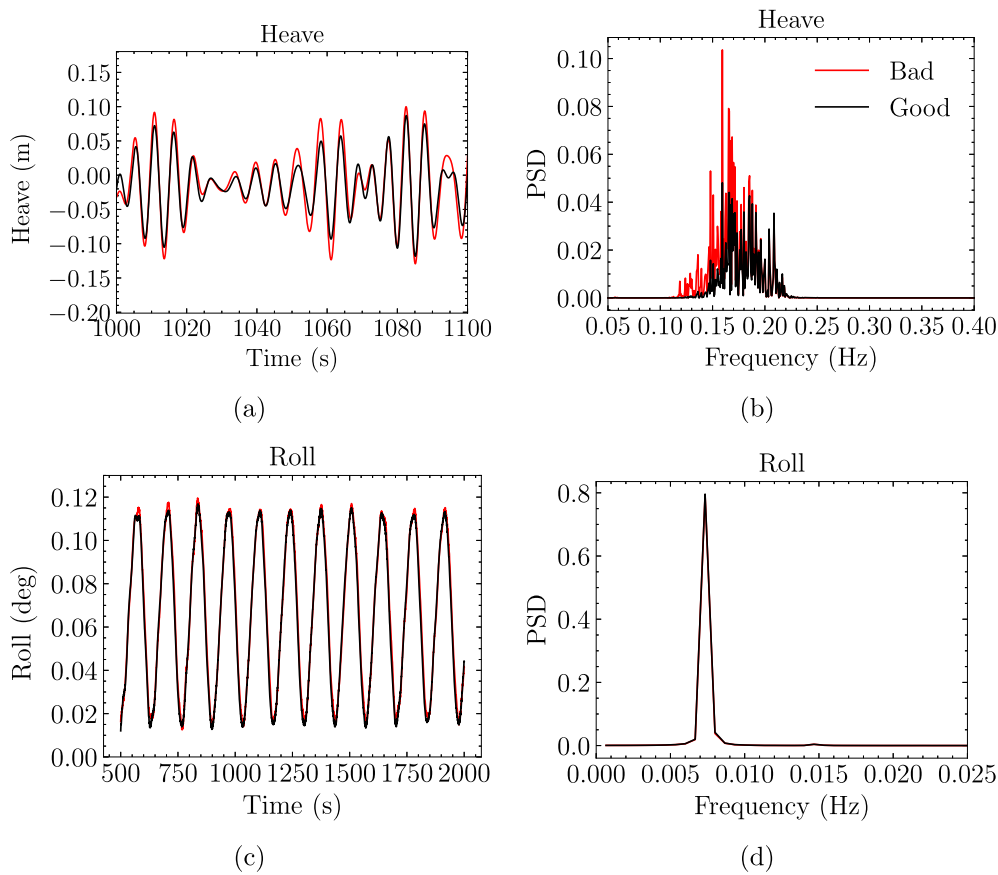 Heave
0.15
0.10
0.05
0.00
−0.05
−0.10
−0.15
−0.20
Heave (m)
1000 1020 1040 1060 1080 1100
Time (s)
(a)
Heave
0.10
0.08
0.06
0.04
0.02
0.00
PSD
Bad
Good
0.05 0.10 0.15 0.20 0.25 0.30 0.35 0.40
Frequency (Hz)
(b)
Roll
0.12
0.10
0.08
0.06
0.04
0.02
0.00
Roll (deg)
500 750 1000 1250 1500 1750 2000
Time (s)
(c)
Roll
0.8
0.6
0.4
0.2
0.0
PSD
0.000 0.005 0.010 0.015 0.020 0.025
Frequency (Hz)
(d)